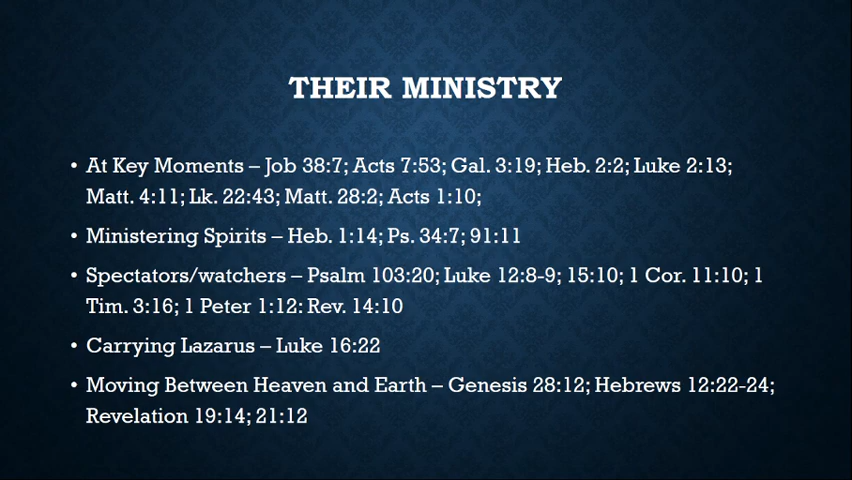 THEIR MINISTRY
• At Key Moments – Job 38:7; Acts 7:53; Gal. 3:19; Heb. 2:2; Luke 2:13;
Matt. 4:11; Lk. 22:43; Matt. 28:2; Acts 1:10;
• Ministering Spirits – Heb. 1:14; Ps. 34:7; 91:11
• Spectators/watchers – Psalm 103:20; Luke 12:8-9; 15:10; 1 Cor. 11:10; 1
Tim. 3:16; 1 Peter 1:12: Rev. 14:10
• Carrying Lazarus – Luke 16:22
• Moving Between Heaven and Earth – Genesis 28:12; Hebrews 12:22-24;
Revelation 19:14; 21:12